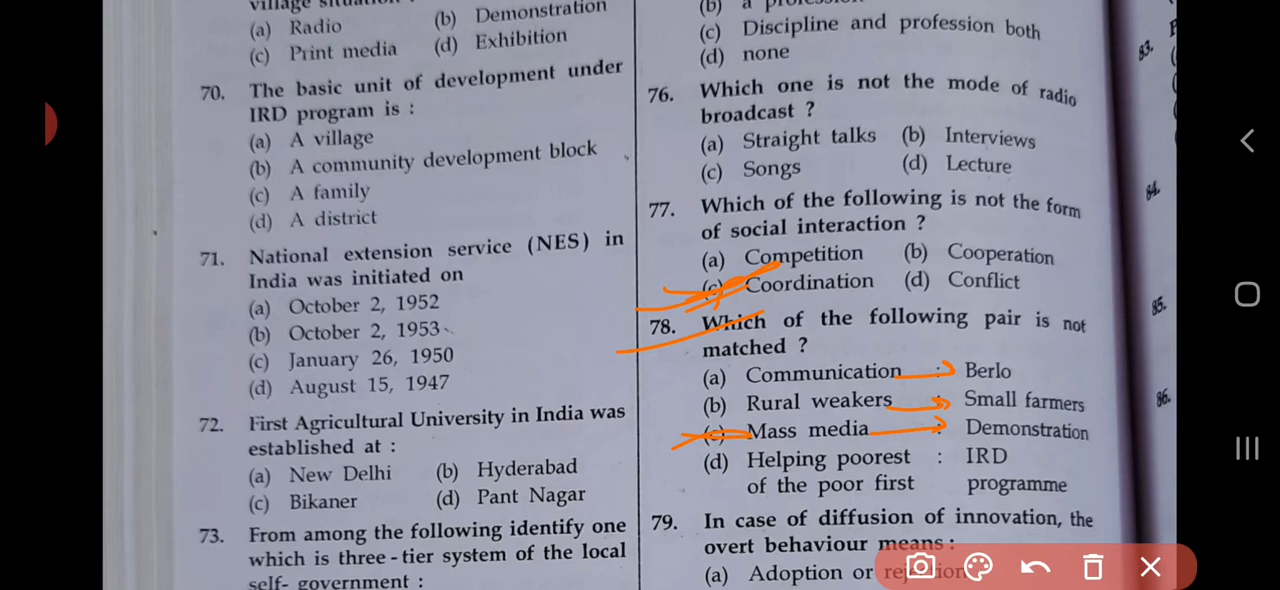 village
(a) Radio (b) Demonstration
(c) Print media (d) Exhibition
70. The basic unit of development under
IRD program is :
(a) A village
(b) A community development block
(c) A family
(d) A district
71. National extension service (NES) in
India was initiated on
(a) October 2, 1952
(b) October 2, 1953
(c) January 26, 1950
(d) August 15, 1947
72. First Agricultural University in India was
established at :
(a) New Delhi (b) Hyderabad
(c) Bikaner (d) Pant Nagar
73. From among the following identify one
which is three-tier system of the local
self- government :
(b) a
(c) Discipline and profession both
(d) none
76. Which one is not the mode of radio
broadcast ?
(a) Straight talks (b) Interviews
(c) Songs (d) Lecture
77. Which of the following is not the form
of social interaction ?
(a) Competition (b) Cooperation
(c) Coordination (d) Conflict
78. Which of the following pair is not
matched ?
(a) Communication : Berlo
(b) Rural weakers : Small farmers
(c) Mass media : Demonstration
(d) Helping poorest : IRD
of the poor first programme
79. In case of diffusion of innovation, the
overt behaviour means :
(a) Adoption or rejection
83.
84.
85.
86.